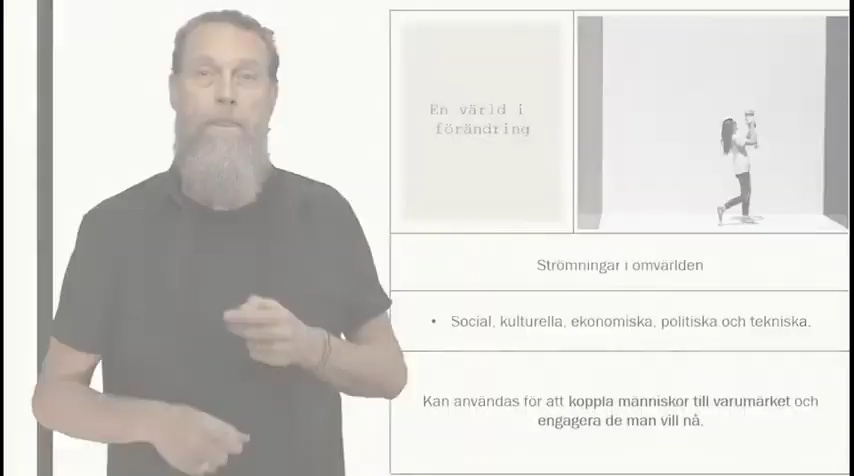 En värld i
förändring
Strömningar i omvärlden
• Social, kulturella, ekonomiska, politiska och tekniska.
Kan användas för att koppla människor till varumärket och
engagera de man vill nå.